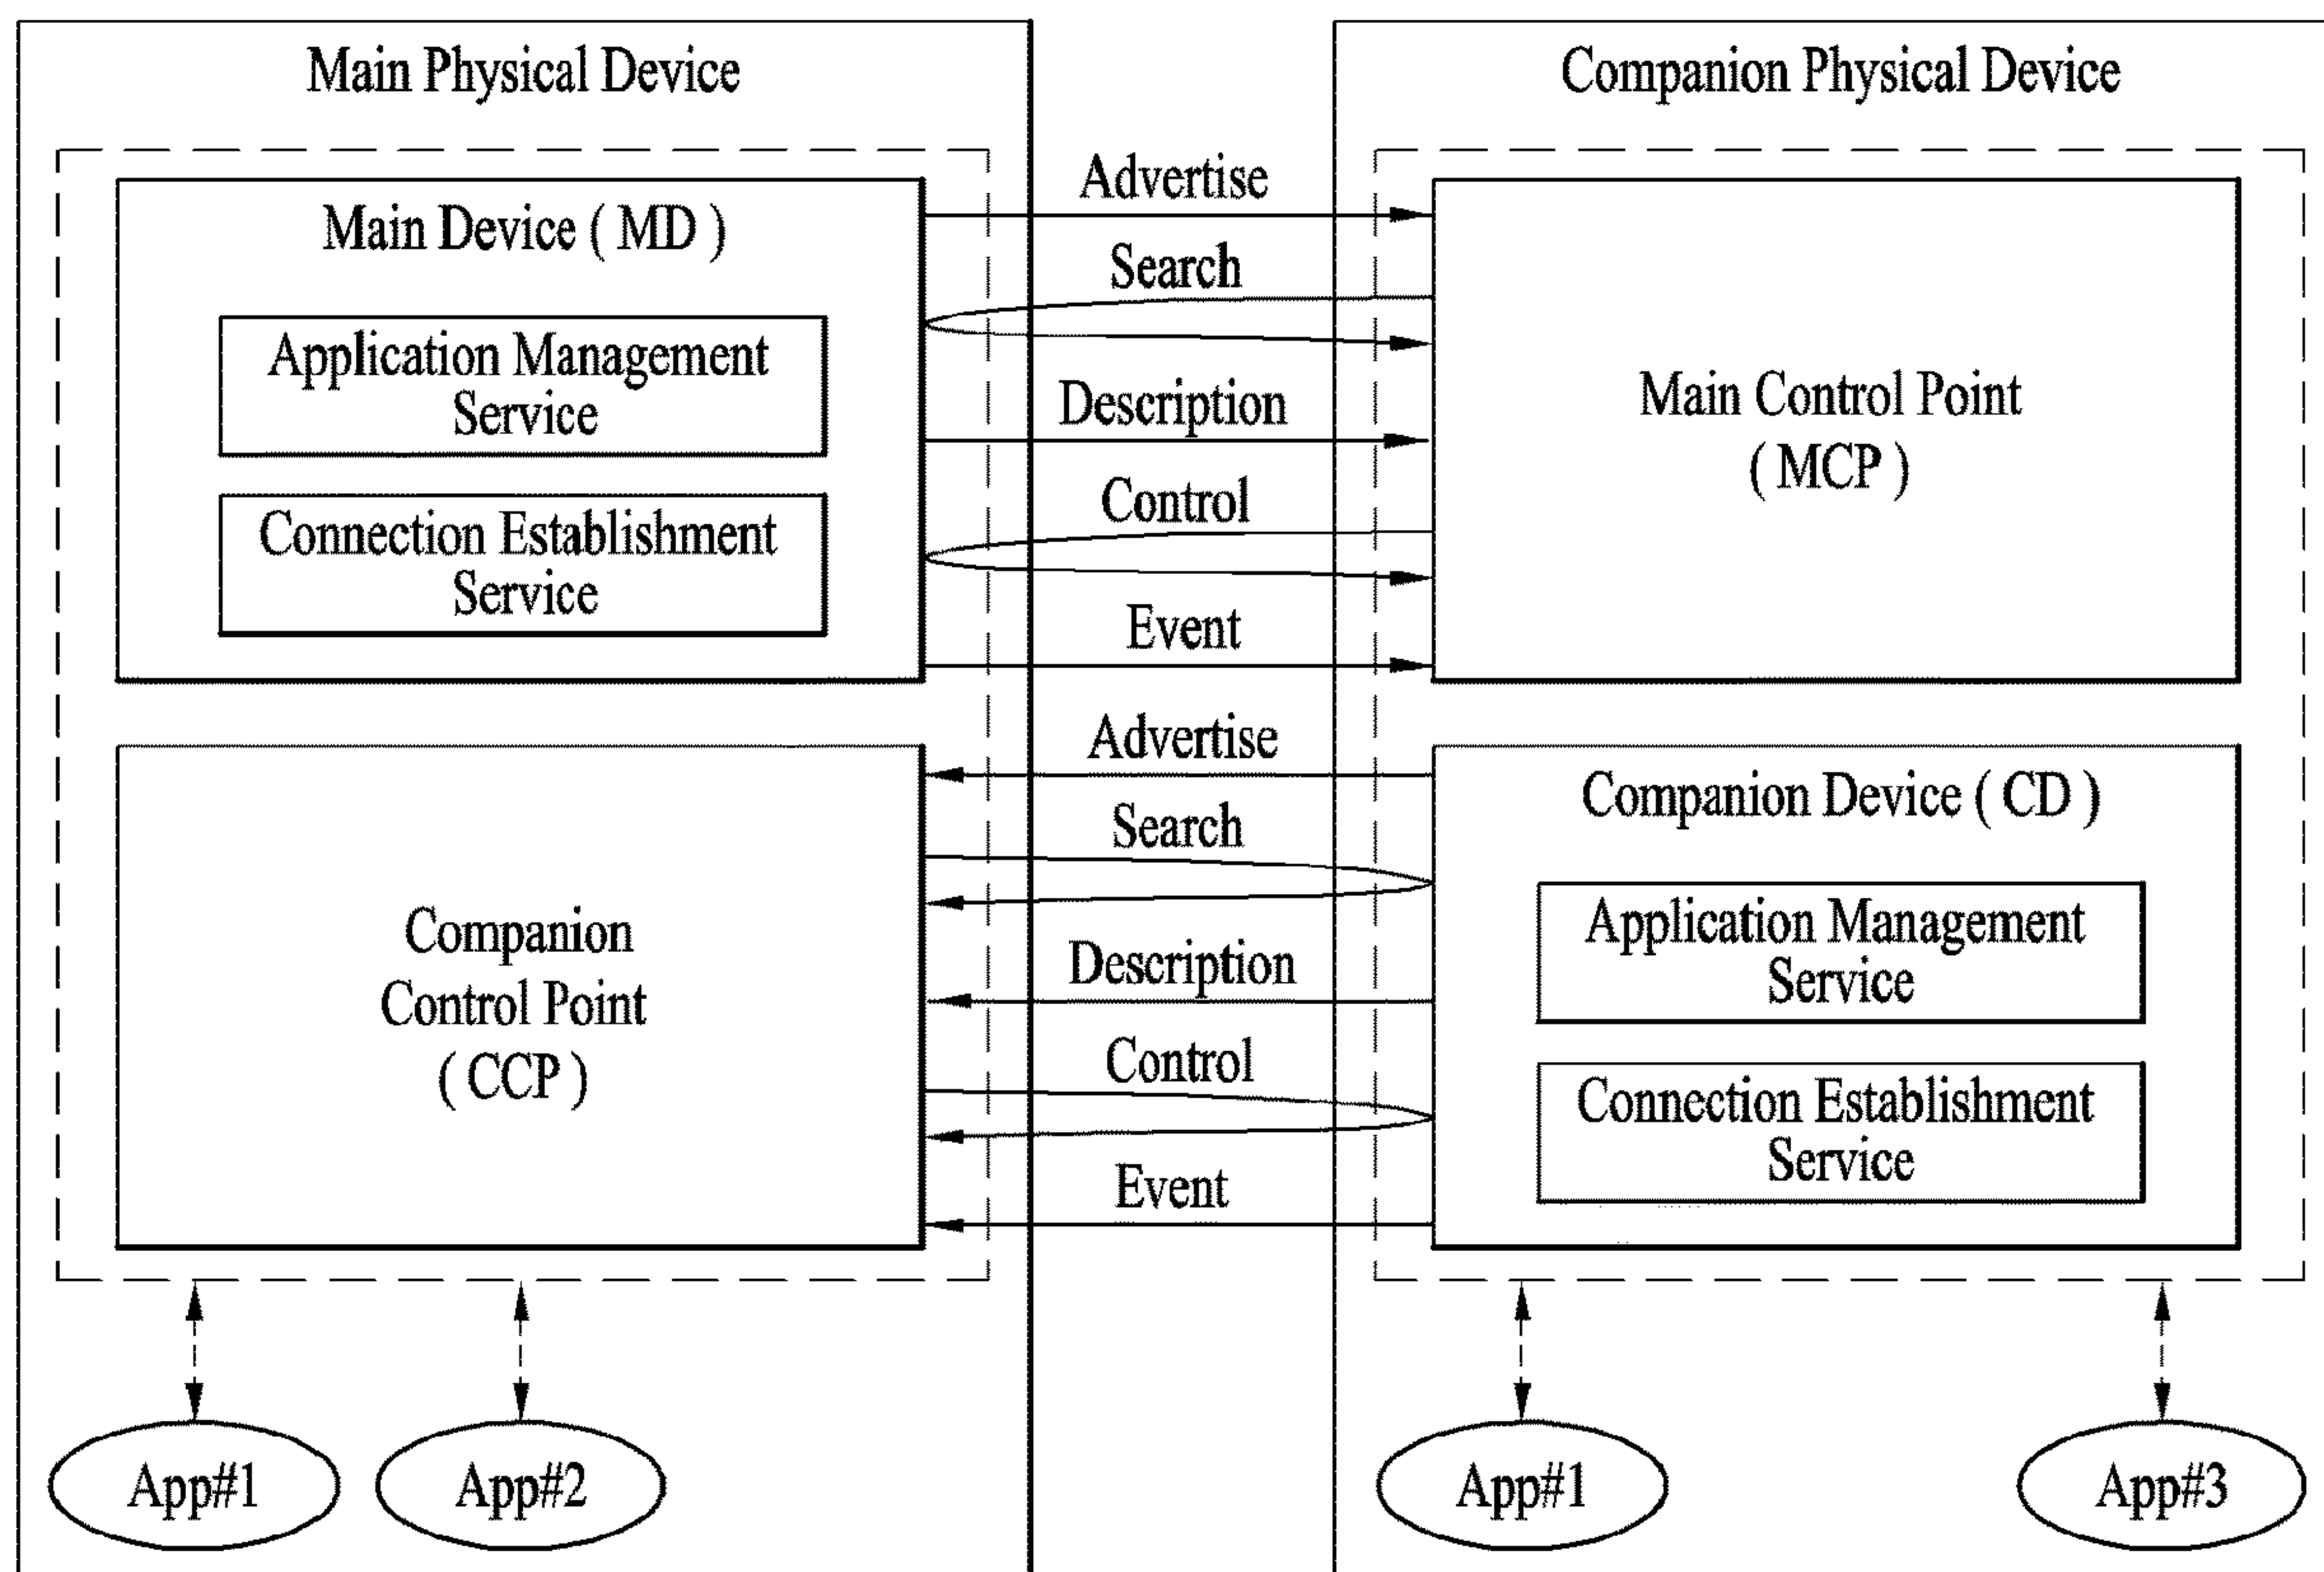 Main Physical Device
Companion Physical Device
Main Device ( MD )
Application Management
Service
Connection Establishment
Service
Advertise
Search
Description
Control
Event
Main Control Point
( MCP )
Companion
Control Point
( CCP )
Advertise
Search
Description
Control
Event
Companion Device ( CD )
Application Management
Service
Connection Establishment
Service
App#1
App#2
App#1
App#3